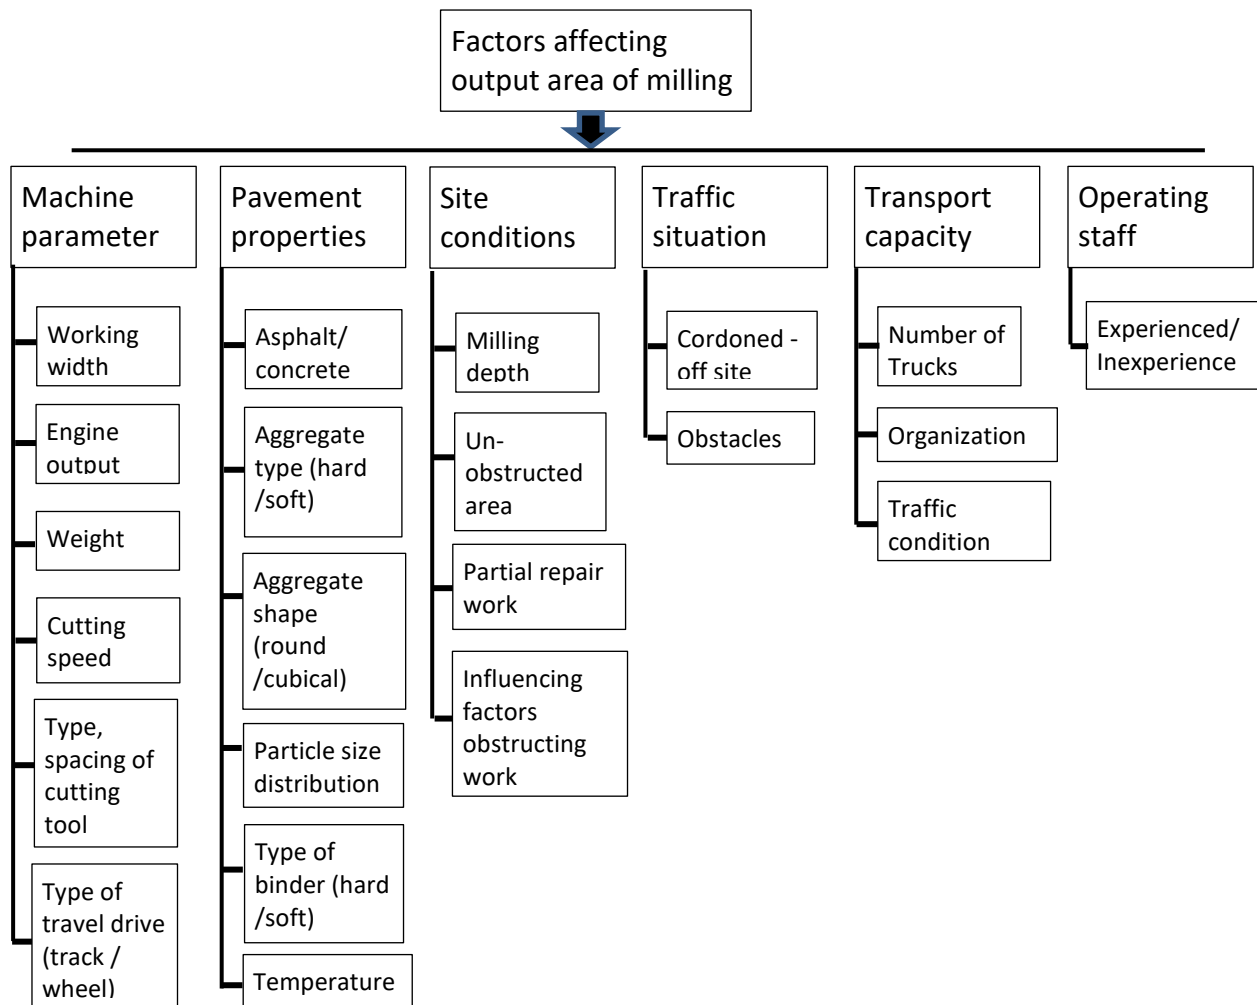 Factors affecting
output area of milling
Machine
parameter
Working
width
Engine
output
Weight
Cutting
speed
Type,
spacing of
cutting
tool
Type of
travel drive
(track /
wheel)
Pavement
properties
Asphalt/
concrete
Aggregate
type (hard
/soft)
Aggregate
shape
(round
/cubical)
Particle size
distribution
Type of
binder (hard
/soft)
Temperature
Site
conditions
Milling
depth
Un-
obstructed
area
Partial repair
work
Influencing
factors
obstructing
work
Traffic
situation
Cordoned -
off site
Obstacles
Transport
capacity
Number of
Trucks
Organization
Traffic
condition
Operating
staff
Experienced/
Inexperience